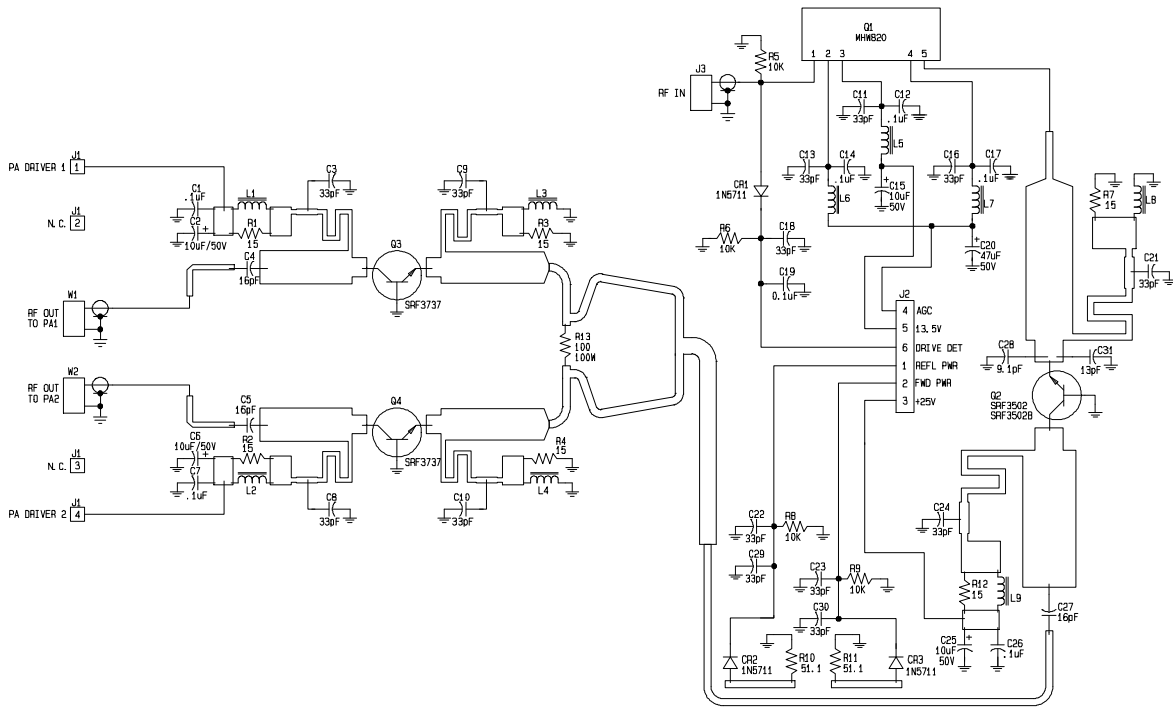 Q1
MHW820
1 2 3 4 5
J3
RF IN
R5
10K
C11
33pF
C12
.1uF
L5
C13
33pF
C14
.1uF
L6
C15
10uF
50V
+
C16
33pF
C17
.1uF
L7
+
C20
47uF
50V
CR1
1N5711
R6
10K
C18
33pF
C19
0.1uF
J2
4 AGC
5 13.5V
6 DRIVE DET
1 REFL PWR
2 FWD PWR
3 +25V
R7
15
L8
C21
33pF
C28
9.1pF
C31
13pF
Q2
SRF3502
SRF3502B
PA DRIVER 1
J1
1
C1
.1uF
C2
+
10uF/50V
L1
R1
15
C3
33pF
N.C.
J1
2
C4
16pF
Q3
SRF3737
C9
33pF
L3
R3
15
W1
RF OUT
TO PA1
R13
100
100W
W2
RF OUT
TO PA2
C5
16pF
Q4
SRF3737
C6
10uF/50V
+
R2
15
L2
C7
.1uF
N.C.
J1
3
R4
15
L4
C8
33pF
C10
33pF
PA DRIVER 2
J1
4
C22
33pF
R8
10K
C29
33pF
C23
33pF
R9
10K
C30
33pF
CR2
1N5711
R10
51.1
R11
51.1
CR3
1N5711
C24
33pF
R12
15
L9
C25
10uF
50V
+
C26
.1uF
C27
16pF